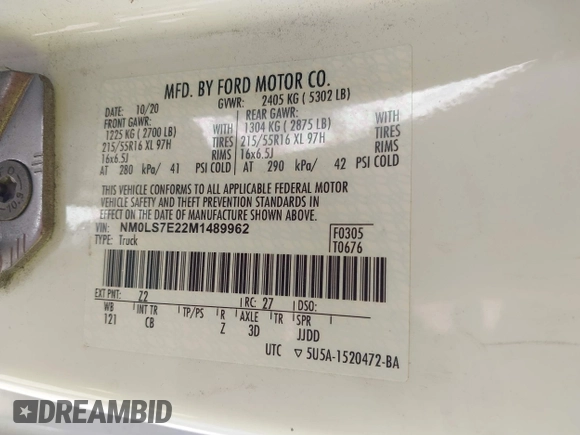 MFD. BY FORD MOTOR CO.
DATE: 10/20 GVWR: 2405 KG ( 5302 LB)
FRONT GAWR: REAR GAWR:
1225 KG ( 2700 LB) WITH 1304 KG ( 2875 LB) WITH
215/55R16 XL 97H TIRES 215/55R16 XL 97H TIRES
16x6.5J RIMS 16x6.5J RIMS
AT 280 kPa/ 41 PSI COLD AT 290 kPa/ 42 PSI COLD
THIS VEHICLE CONFORMS TO ALL APPLICABLE FEDERAL MOTOR
VEHICLE SAFETY AND THEFT PREVENTION STANDARDS IN
EFFECT ON THE DATE OF MANUFACTURE SHOWN ABOVE.
VIN: NM0LS7E22M1489962 F0305
TYPE: Truck T0676
EXT PNT: Z2 RC: 27 DSO:
WB INT TR TP/PS R AXLE TR SPR
121 CB Z 3D JJDD
UTC ▽ 5U5A-1520472-BA
10.9
DREAMBID